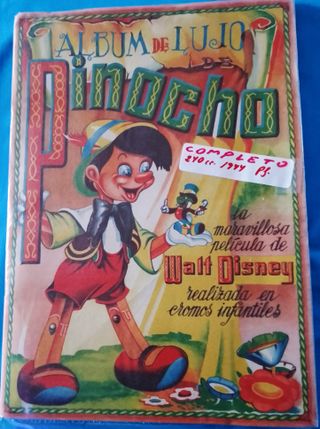 ALBUM DE LUJO
DE
Pinocho
COMPLETO
240 cr. 1944 Pf.
la
maravillosa
película de
Walt Disney
realizada en
cromos infantiles